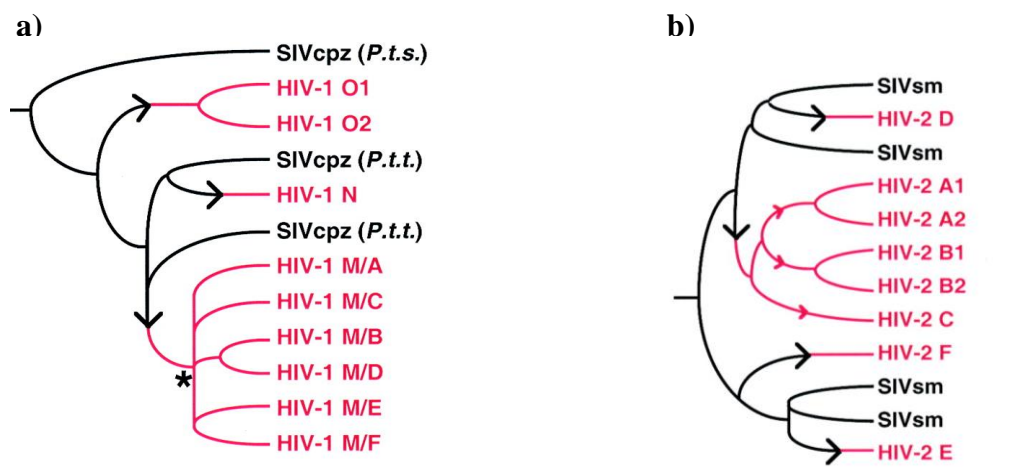 a)
SIVcpz (P.t.s.)
HIV-1 O1
HIV-1 O2
SIVcpz (P.t.t.)
HIV-1 N
SIVcpz (P.t.t.)
HIV-1 M/A
HIV-1 M/C
HIV-1 M/B
HIV-1 M/D
*
HIV-1 M/E
HIV-1 M/F
b)
SIVsm
HIV-2 D
SIVsm
HIV-2 A1
HIV-2 A2
HIV-2 B1
HIV-2 B2
HIV-2 C
HIV-2 F
SIVsm
SIVsm
HIV-2 E